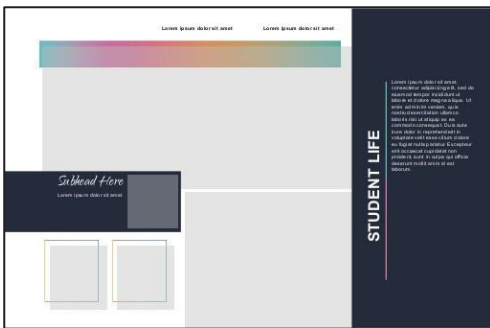 Lorem ipsum dolor sit amet
Lorem ipsum dolor sit amet
Subhead Here
Lorem ipsum dolor sit amet
STUDENT LIFE
Lorem ipsum dolor sit amet,
consectetur adipiscing elit, sed do
eiusmod tempor incididunt ut
labore et dolore magna aliqua. Ut
enim ad minim veniam, quis
nostrud exercitation ullamco
laboris nisi ut aliquip ex ea
commodo consequat. Duis aute
irure dolor in reprehenderit in
voluptate velit esse cillum dolore
eu fugiat nulla pariatur. Excepteur
sint occaecat cupidatat non
proident, sunt in culpa qui officia
deserunt mollit anim id est
laborum.